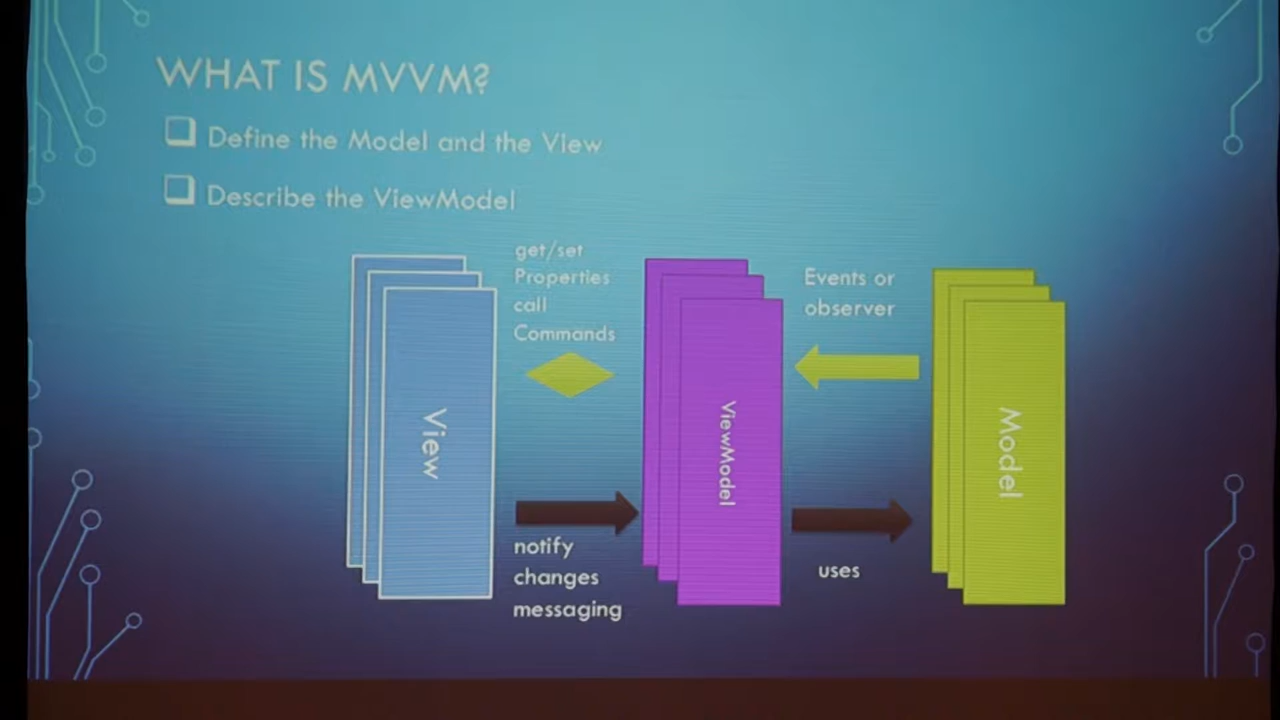 WHAT IS MVVM?
Define the Model and the View
Describe the ViewModel
get/set
Properties
call
Commands
Events or
observer
View
ViewModel
Model
notify
changes
messaging
uses